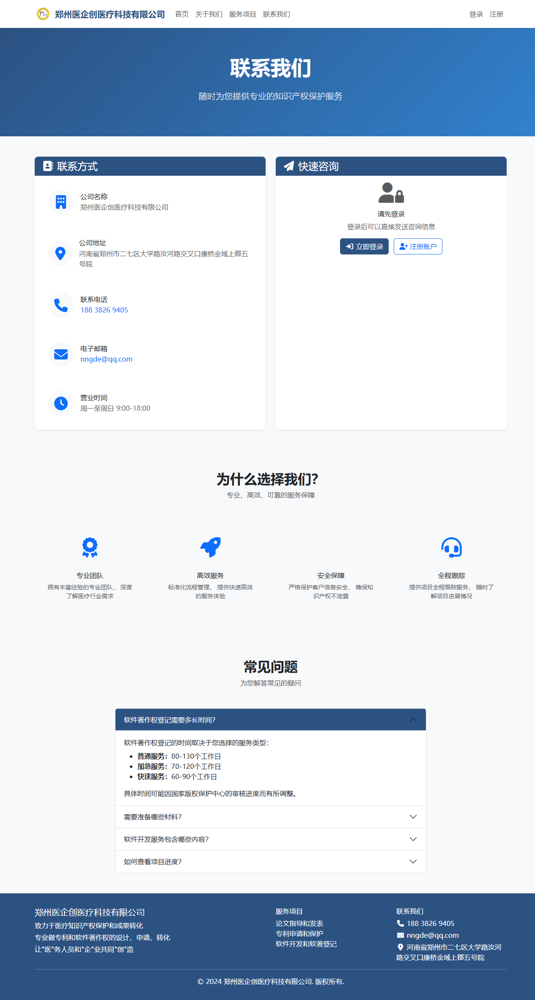 郑州医企创医疗科技有限公司 首页 关于我们 服务项目 联系我们 登录 注册
联系我们
随时为您提供专业的知识产权保护服务
联系方式
公司名称
郑州医企创医疗科技有限公司
公司地址
河南省郑州市二七区大学路汝河路交叉口康桥金域上郡五
号院
联系电话
188 3826 9405
电子邮箱
nngde@qq.com
营业时间
周一至周日 9:00-18:00
快速咨询
请先登录
登录后可以直接发送咨询信息
立即登录 注册账户
为什么选择我们？
专业、高效、可靠的服务保障
专业团队
拥有丰富经验的专业团队， 深度
了解医疗行业需求
高效服务
标准化流程管理， 提供快速高效
的服务体验
安全保障
严格保护客户信息安全， 确保知
识产权不泄露
全程跟踪
提供项目全程跟踪服务， 随时了
解项目进展情况
常见问题
为您解答常见的疑问
软件著作权登记需要多长时间？
软件著作权登记的时间取决于您选择的服务类型：
普通服务：80-130个工作日
加急服务：70-120个工作日
快速服务：60-90个工作日
具体时间可能因国家版权保护中心的审核进度而有所调整。
需要准备哪些材料？
软件开发服务包含哪些内容？
如何查看项目进度？
郑州医企创医疗科技有限公司
致力于医疗知识产权保护和成果转化
专业做专利和软件著作权的设计、申请、转化
让"医"务人员和"企"业共同"创"造
服务项目
论文指导和发表
专利申请和保护
软件开发和软著登记
联系我们
188 3826 9405
nngde@qq.com
河南省郑州市二七区大学路汝河
路交叉口康桥金域上郡五号院
© 2024 郑州医企创医疗科技有限公司. 版权所有.